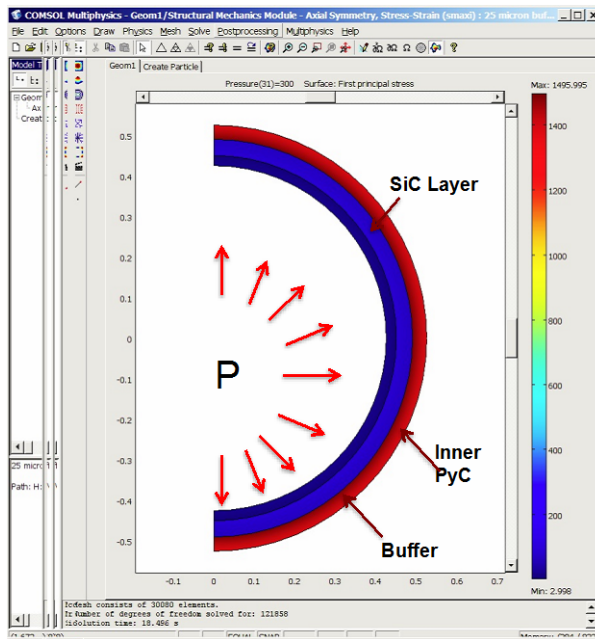 COMSOL Multiphysics - Geom1/Structural Mechanics Module - Axial Symmetry, Stress-Strain (smaxi) : 25 micron buf
File Edit Options Draw Physics Mesh Solve Postprocessing Multiphysics Help
Model T
Geom
Ax
Creat
Geom1 Create Particle
Pressure(31)=300 Surface: First principal stress
Max: 1495.995
0.5
0.4
0.3
0.2
0.1
0
-0.1
-0.2
-0.3
-0.4
-0.5
SiC Layer
P
Inner
PyC
Buffer
1400
1200
1000
800
600
400
200
-0.1 0 0.1 0.2 0.3 0.4 0.5 0.6 0.7
Min: 2.998
25 micro
Path: H:
mesh consists of 30080 elements.
Number of degrees of freedom solved for: 121858
solution time: 18.496 s